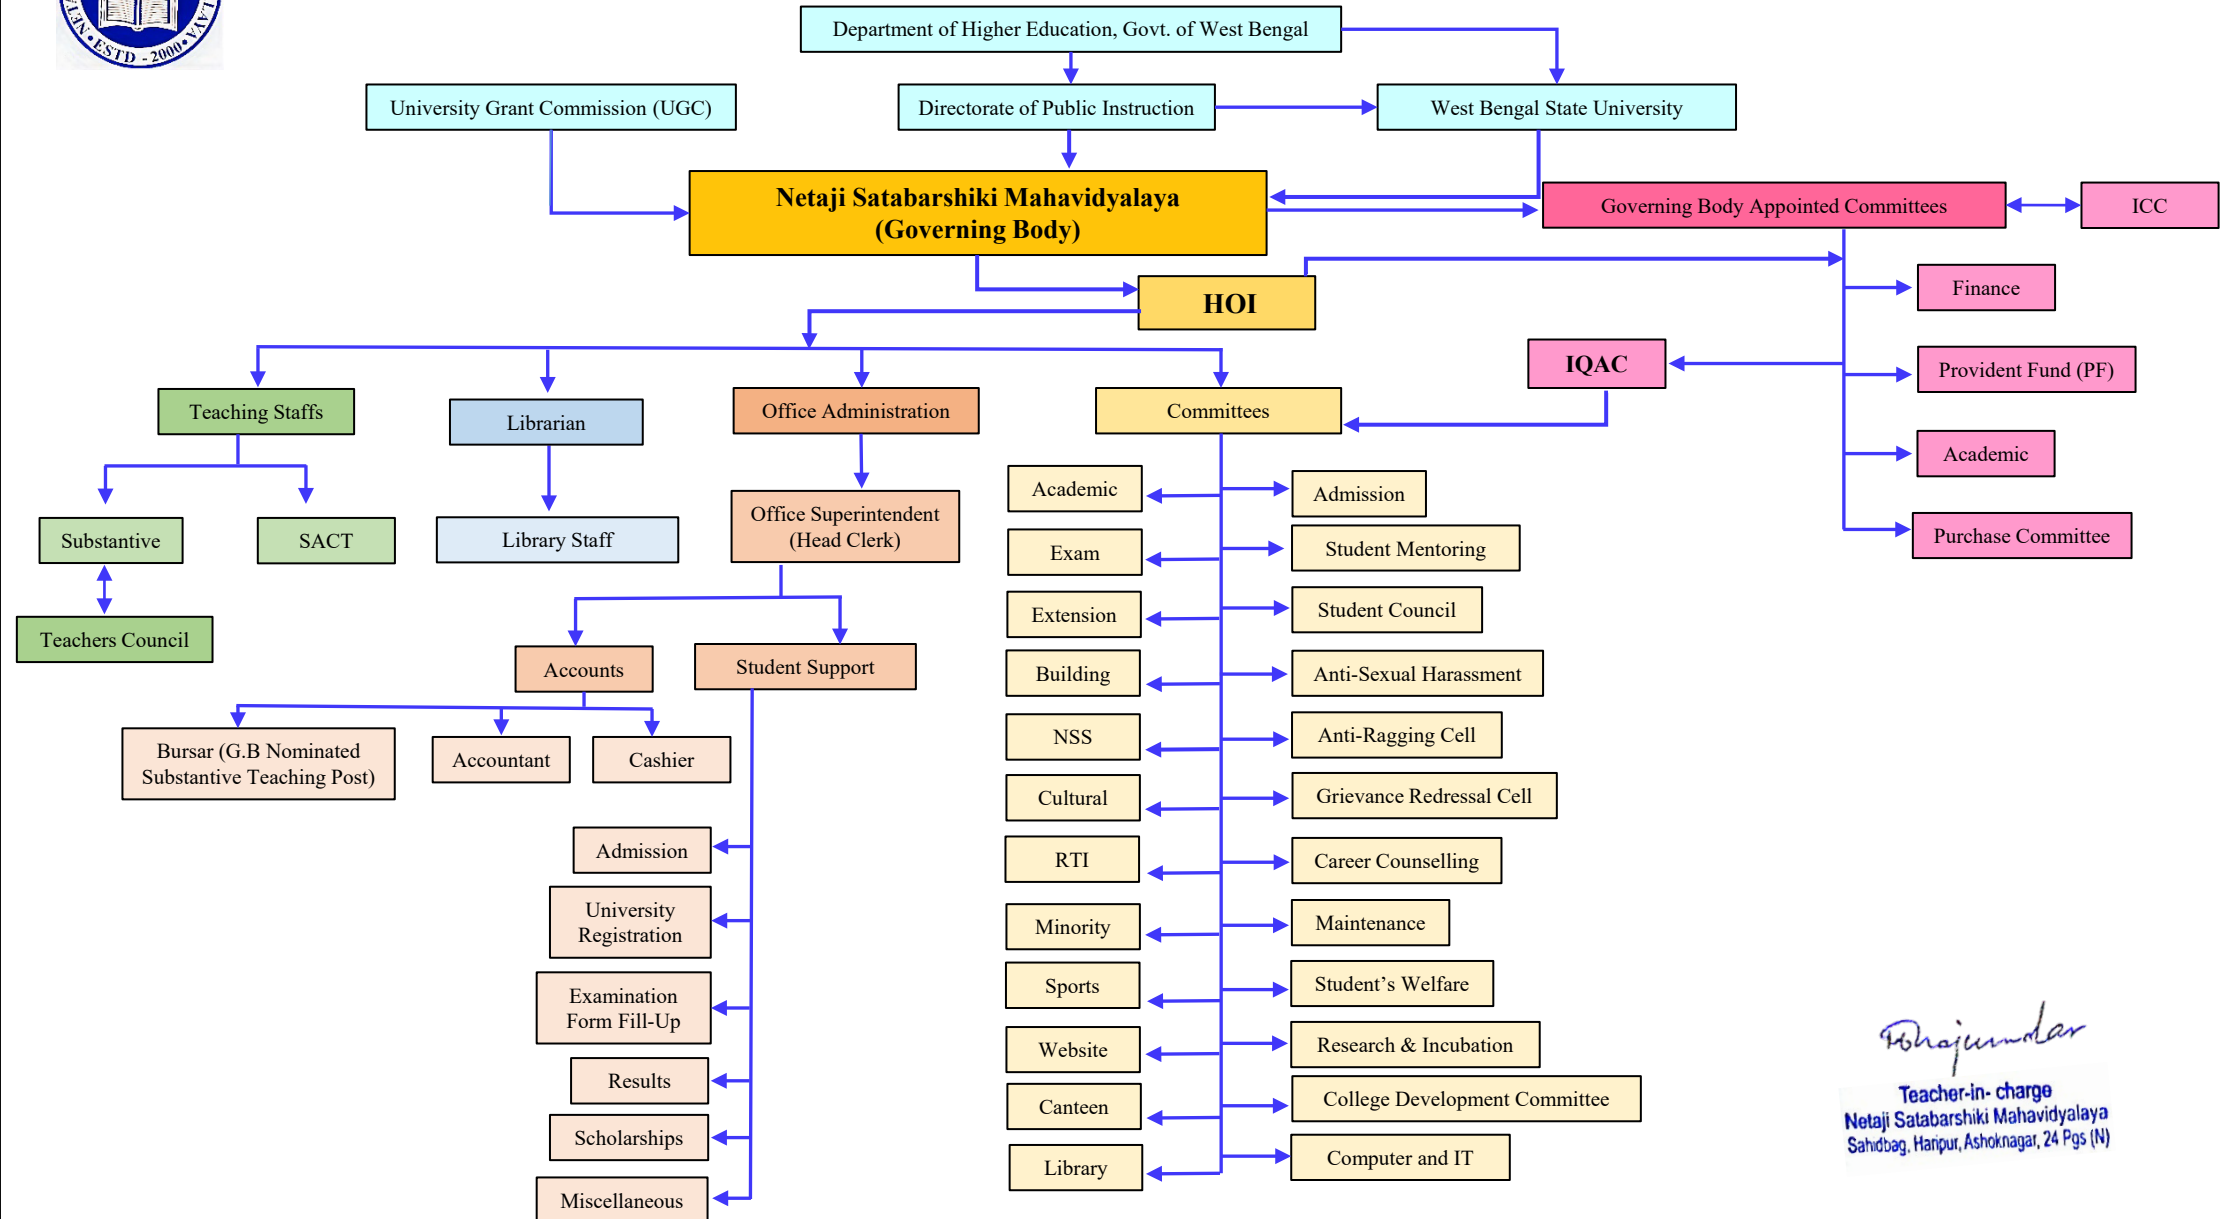 NETA
• ESTD - 2000 •
LAYA
Department of Higher Education, Govt. of West Bengal
University Grant Commission (UGC)
Directorate of Public Instruction
West Bengal State University
Netaji Satabarshiki Mahavidyalaya
(Governing Body)
Governing Body Appointed Committees
ICC
HOI
Finance
IQAC
Provident Fund (PF)
Academic
Purchase Committee
Teaching Staffs
Librarian
Office Administration
Committees
Substantive
SACT
Library Staff
Office Superintendent
(Head Clerk)
Teachers Council
Accounts
Student Support
Bursar (G.B Nominated
Substantive Teaching Post)
Accountant
Cashier
Admission
University
Registration
Examination
Form Fill-Up
Results
Scholarships
Miscellaneous
Academic
Admission
Exam
Student Mentoring
Extension
Student Council
Building
Anti-Sexual Harassment
NSS
Anti-Ragging Cell
Cultural
Grievance Redressal Cell
RTI
Career Counselling
Minority
Maintenance
Sports
Student’s Welfare
Website
Research & Incubation
Canteen
College Development Committee
Library
Computer and IT
Teacher-in- charge
Netaji Satabarshiki Mahavidyalaya
Sahidbag, Haripur, Ashoknagar, 24 Pgs (N)